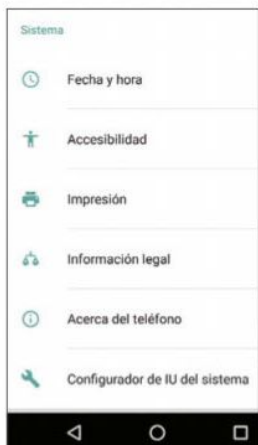 Sistema
Fecha y hora
Accesibilidad
Impresión
Información legal
Acerca del teléfono
Configurador de IU del sistema